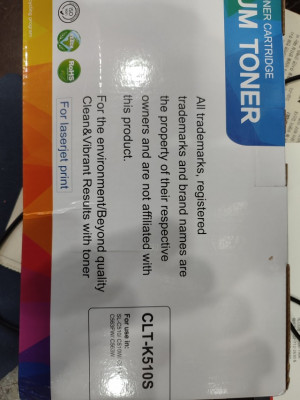 NER CARTRIDGE
UM TONER
All trademarks, registered
trademarks and brand names are
the property of their respective
owners and are not affiliated with
this product.
For the environment/Beyond quality
Clean&Vibrant Results with toner
For laserjet print
ISO
RoHS
CLT-K510S
For use in: